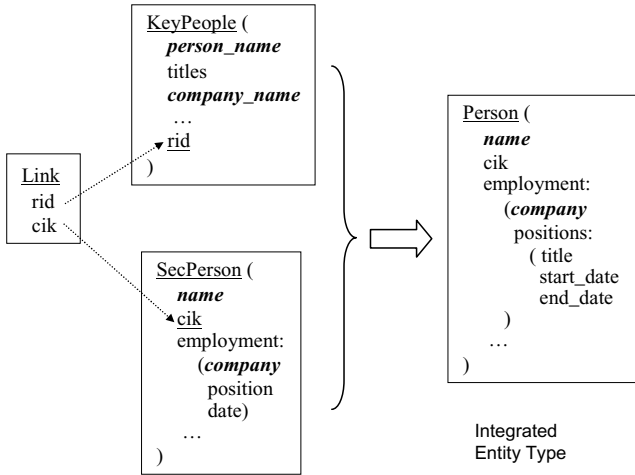 KeyPeople (
person_name
titles
company_name
…
rid
)
Link
rid
cik
SecPerson (
name
cik
employment:
(company
position
date)
…
)
Person (
name
cik
employment:
(company
positions:
( title
start_date
end_date
)
…
)
Integrated
Entity Type